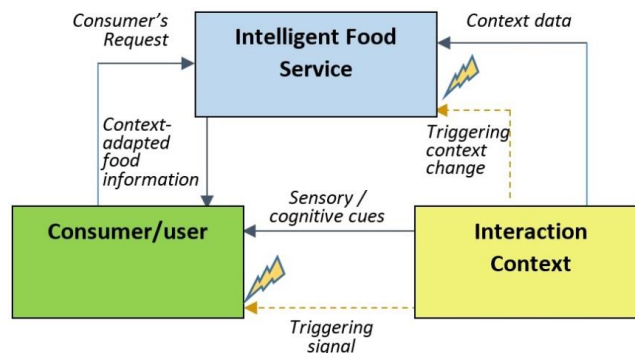 Consumer's
Request
Intelligent Food
Service
Context data
Context-
adapted
food
information
Triggering
context
change
Consumer/user
Sensory /
cognitive cues
Interaction
Context
Triggering
signal